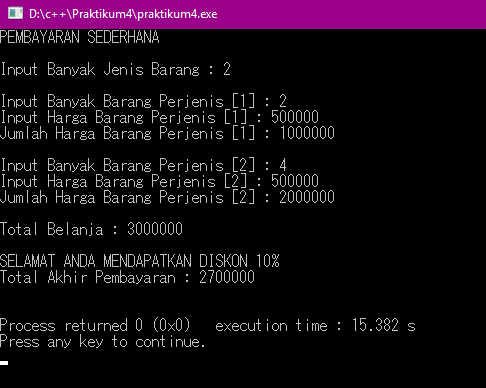 D:\c++\Praktikum4\praktikum4.exe
PEMBAYARAN SEDERHANA
Input Banyak Jenis Barang : 2
Input Banyak Barang Perjenis [1] : 2
Input Harga Barang Perjenis [1] : 500000
Jumlah Harga Barang Perjenis [1] : 1000000
Input Banyak Barang Perjenis [2] : 4
Input Harga Barang Perjenis [2] : 500000
Jumlah Harga Barang Perjenis [2] : 2000000
Total Belanja : 3000000
SELAMAT ANDA MENDAPATKAN DISKON 10%
Total Akhir Pembayaran : 2700000
Process returned 0 (0x0)   execution time : 15.382 s
Press any key to continue.